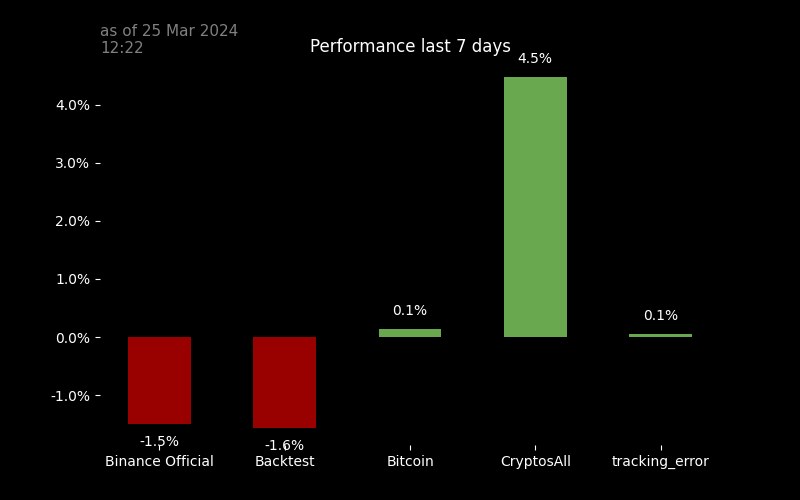 as of 25 Mar 2024
12:22
Performance last 7 days
4.5%
4.0%
3.0%
2.0%
1.0%
0.1%
0.1%
0.0%
-1.0%
-1.5%
-1.6%
Binance Official
Backtest
Bitcoin
CryptosAll
tracking_error